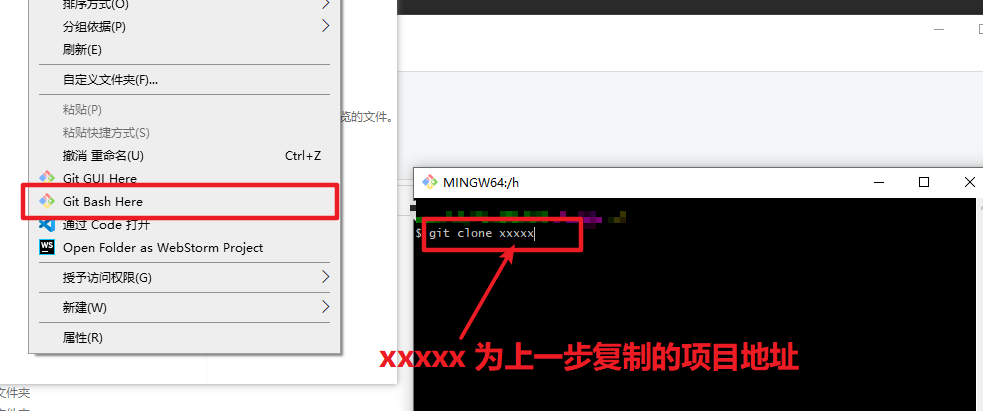 排序方式(O)
分组依据(P)
刷新(E)
自定义文件夹(F)...
粘贴(P)
粘贴快捷方式(S)
撤消 重命名(U) Ctrl+Z
Git GUI Here
Git Bash Here
通过 Code 打开
WS Open Folder as WebStorm Project
授予访问权限(G)
新建(W)
属性(R)
览的文件。
文件夹
MINGW64:/h
$ git clone xxxxx
xxxxx 为上一步复制的项目地址